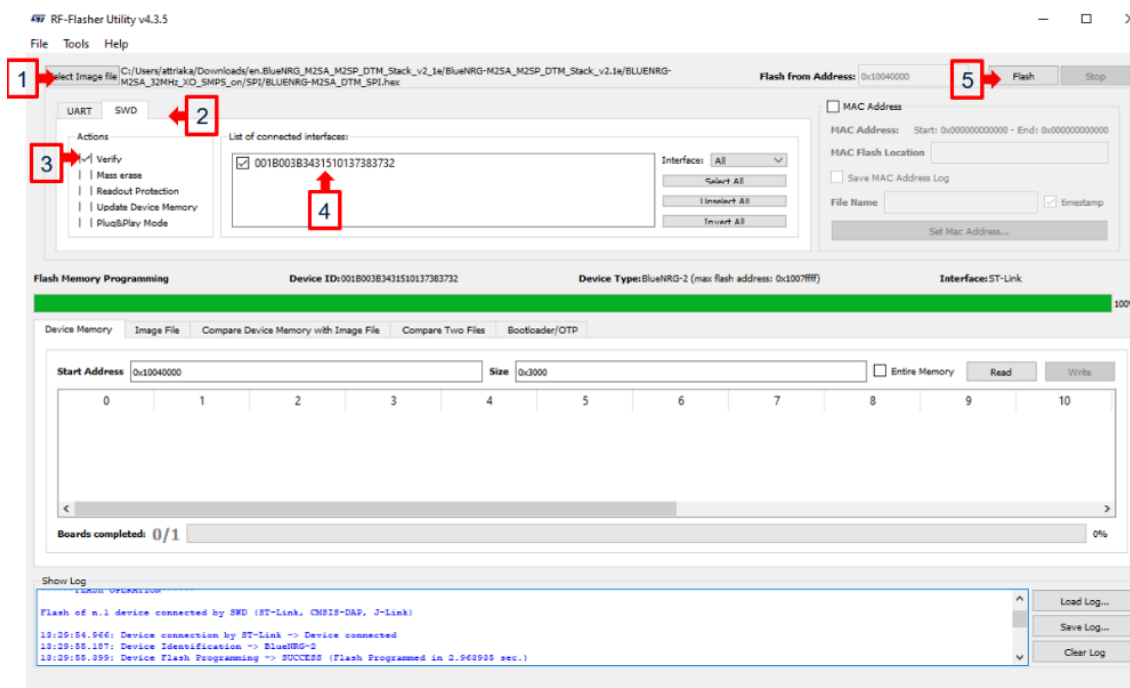 RF-Flasher Utility v4.3.5
File Tools Help
1
Select Image file
C:/Users/attriaka/Downloads/en.BlueNRG_M2SA_M2SP_DTM_Stack_v2_1e/BlueNRG-M2SA_M2SP_DTM_Stack_v2.1e/BLUENRG-
M2SA_32MHz_XO_SMPS_on/SPI/BLUENRG-M2SA_DTM_SPI.hex
Flash from Address: 0x10040000
5
Flash
Stop
UART SWD
2
Actions
3
Verify
Mass erase
Readout Protection
Update Device Memory
Plug&Play Mode
List of connected interfaces:
001B003B3431510137383732
4
Interface: All
Select All
Unselect All
Invert All
MAC Address
MAC Address: Start: 0x000000000000 - End: 0x000000000000
MAC Flash Location
Save MAC Address Log
File Name
timestamp
Set Mac Address...
Flash Memory Programming Device ID:001B003B3431510137383732 Device Type:BlueNRG-2 (max flash address: 0x1007ffff) Interface:ST-Link
100%
Device Memory Image File Compare Device Memory with Image File Compare Two Files Bootloader/OTP
Start Address 0x10040000 Size 0x3000 Entire Memory Read Write
0 1 2 3 4 5 6 7 8 9 10
Boards completed: 0/1 0%
Show Log
FLASH OPERATION
Flash of n.1 device connected by SWD (ST-Link, CMSIS-DAP, J-Link)
13:29:54.966: Device connection by ST-Link -> Device connected
13:29:55.187: Device Identification -> BlueNRG-2
13:29:55.399: Device Flash Programming -> SUCCESS (Flash Programmed in 2.963935 sec.)
Load Log...
Save Log...
Clear Log